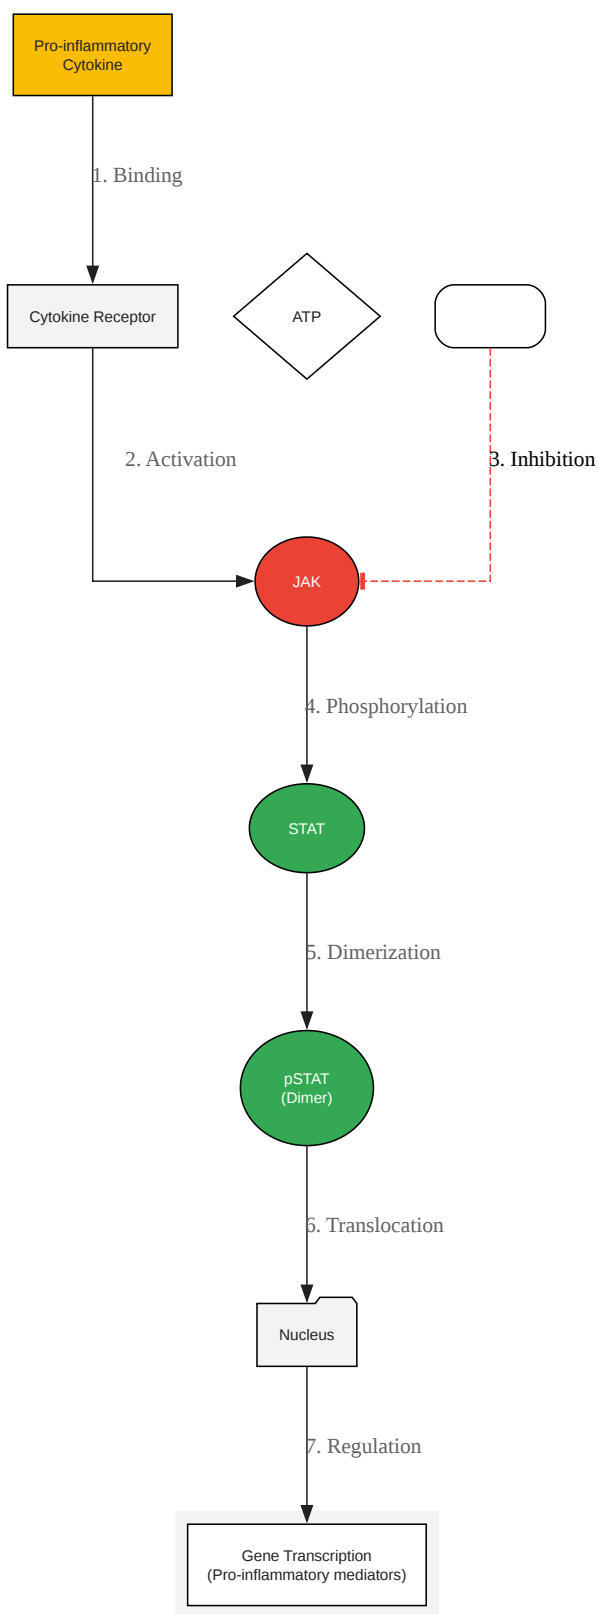 Pro-inflammatory
Cytokine
1. Binding
Cytokine Receptor
ATP
2. Activation
3. Inhibition
JAK
4. Phosphorylation
STAT
5. Dimerization
pSTAT
(Dimer)
6. Translocation
Nucleus
7. Regulation
Gene Transcription
(Pro-inflammatory mediators)